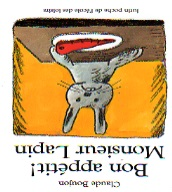 Claude Boujon
Bon appétit!
Monsieur Lapin
lutin poche de l'école des loisirs